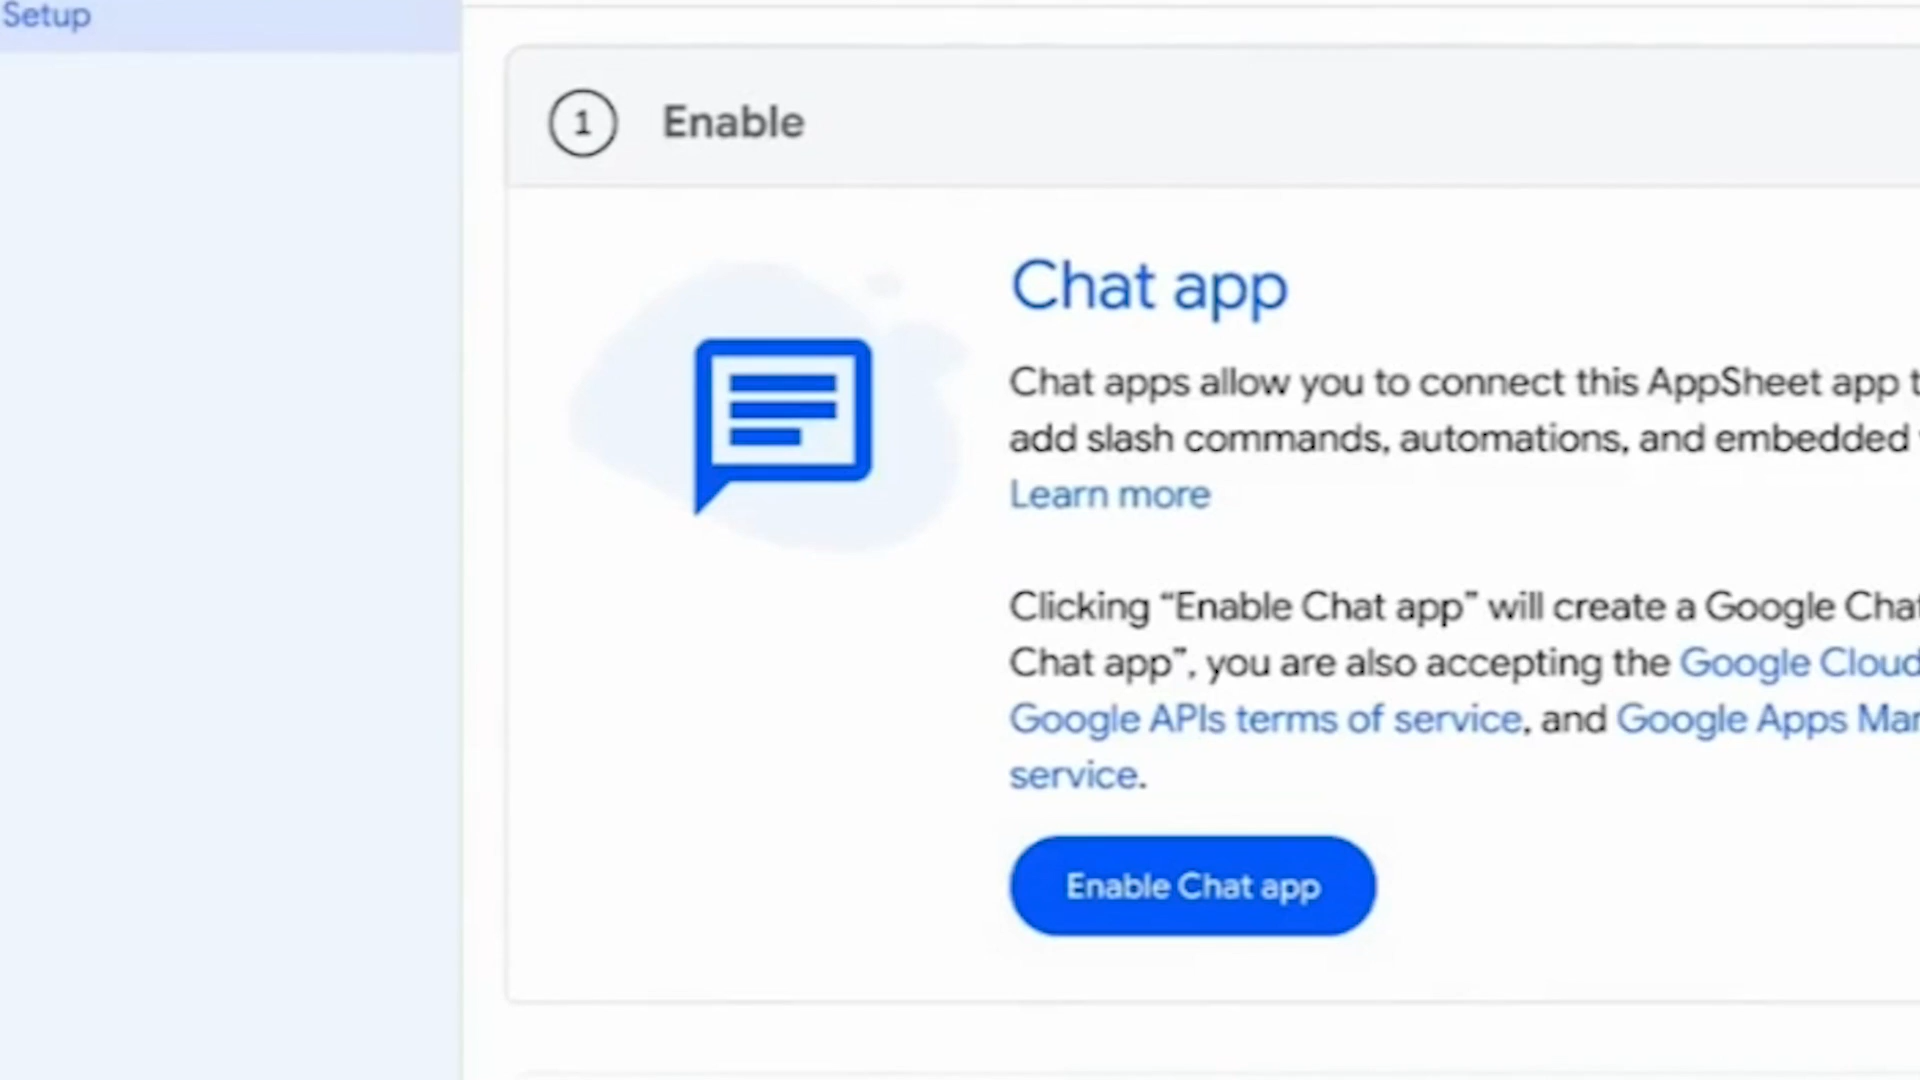 Setup
1 Enable
Chat app
Chat apps allow you to connect this AppSheet app
add slash commands, automations, and embedded
Learn more
Clicking “Enable Chat app” will create a Google Chat
Chat app”, you are also accepting the Google Cloud
Google APIs terms of service, and Google Apps
service.
Enable Chat app